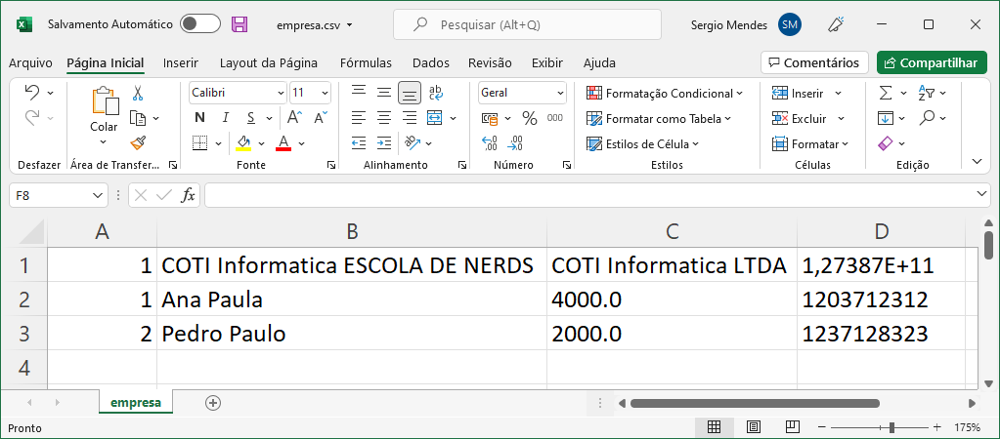 Salvamento Automático empresa.csv Pesquisar (Alt+Q) Sergio Mendes SM
Arquivo Página Inicial Inserir Layout da Página Fórmulas Dados Revisão Exibir Ajuda Comentários Compartilhar
Calibri 11 Geral Formatação Condicional Inserir
Colar N I S % 000 Formatar como Tabela Excluir
Estilos de Célula Formatar
Desfazer Área de Transfer... Fonte Alinhamento Número Estilos Células Edição
F8 fx
A B C D
1 1 COTI Informatica ESCOLA DE NERDS COTI Informatica LTDA 1,27387E+11
2 1 Ana Paula 4000.0 1203712312
3 2 Pedro Paulo 2000.0 1237128323
4
empresa
Pronto 175%